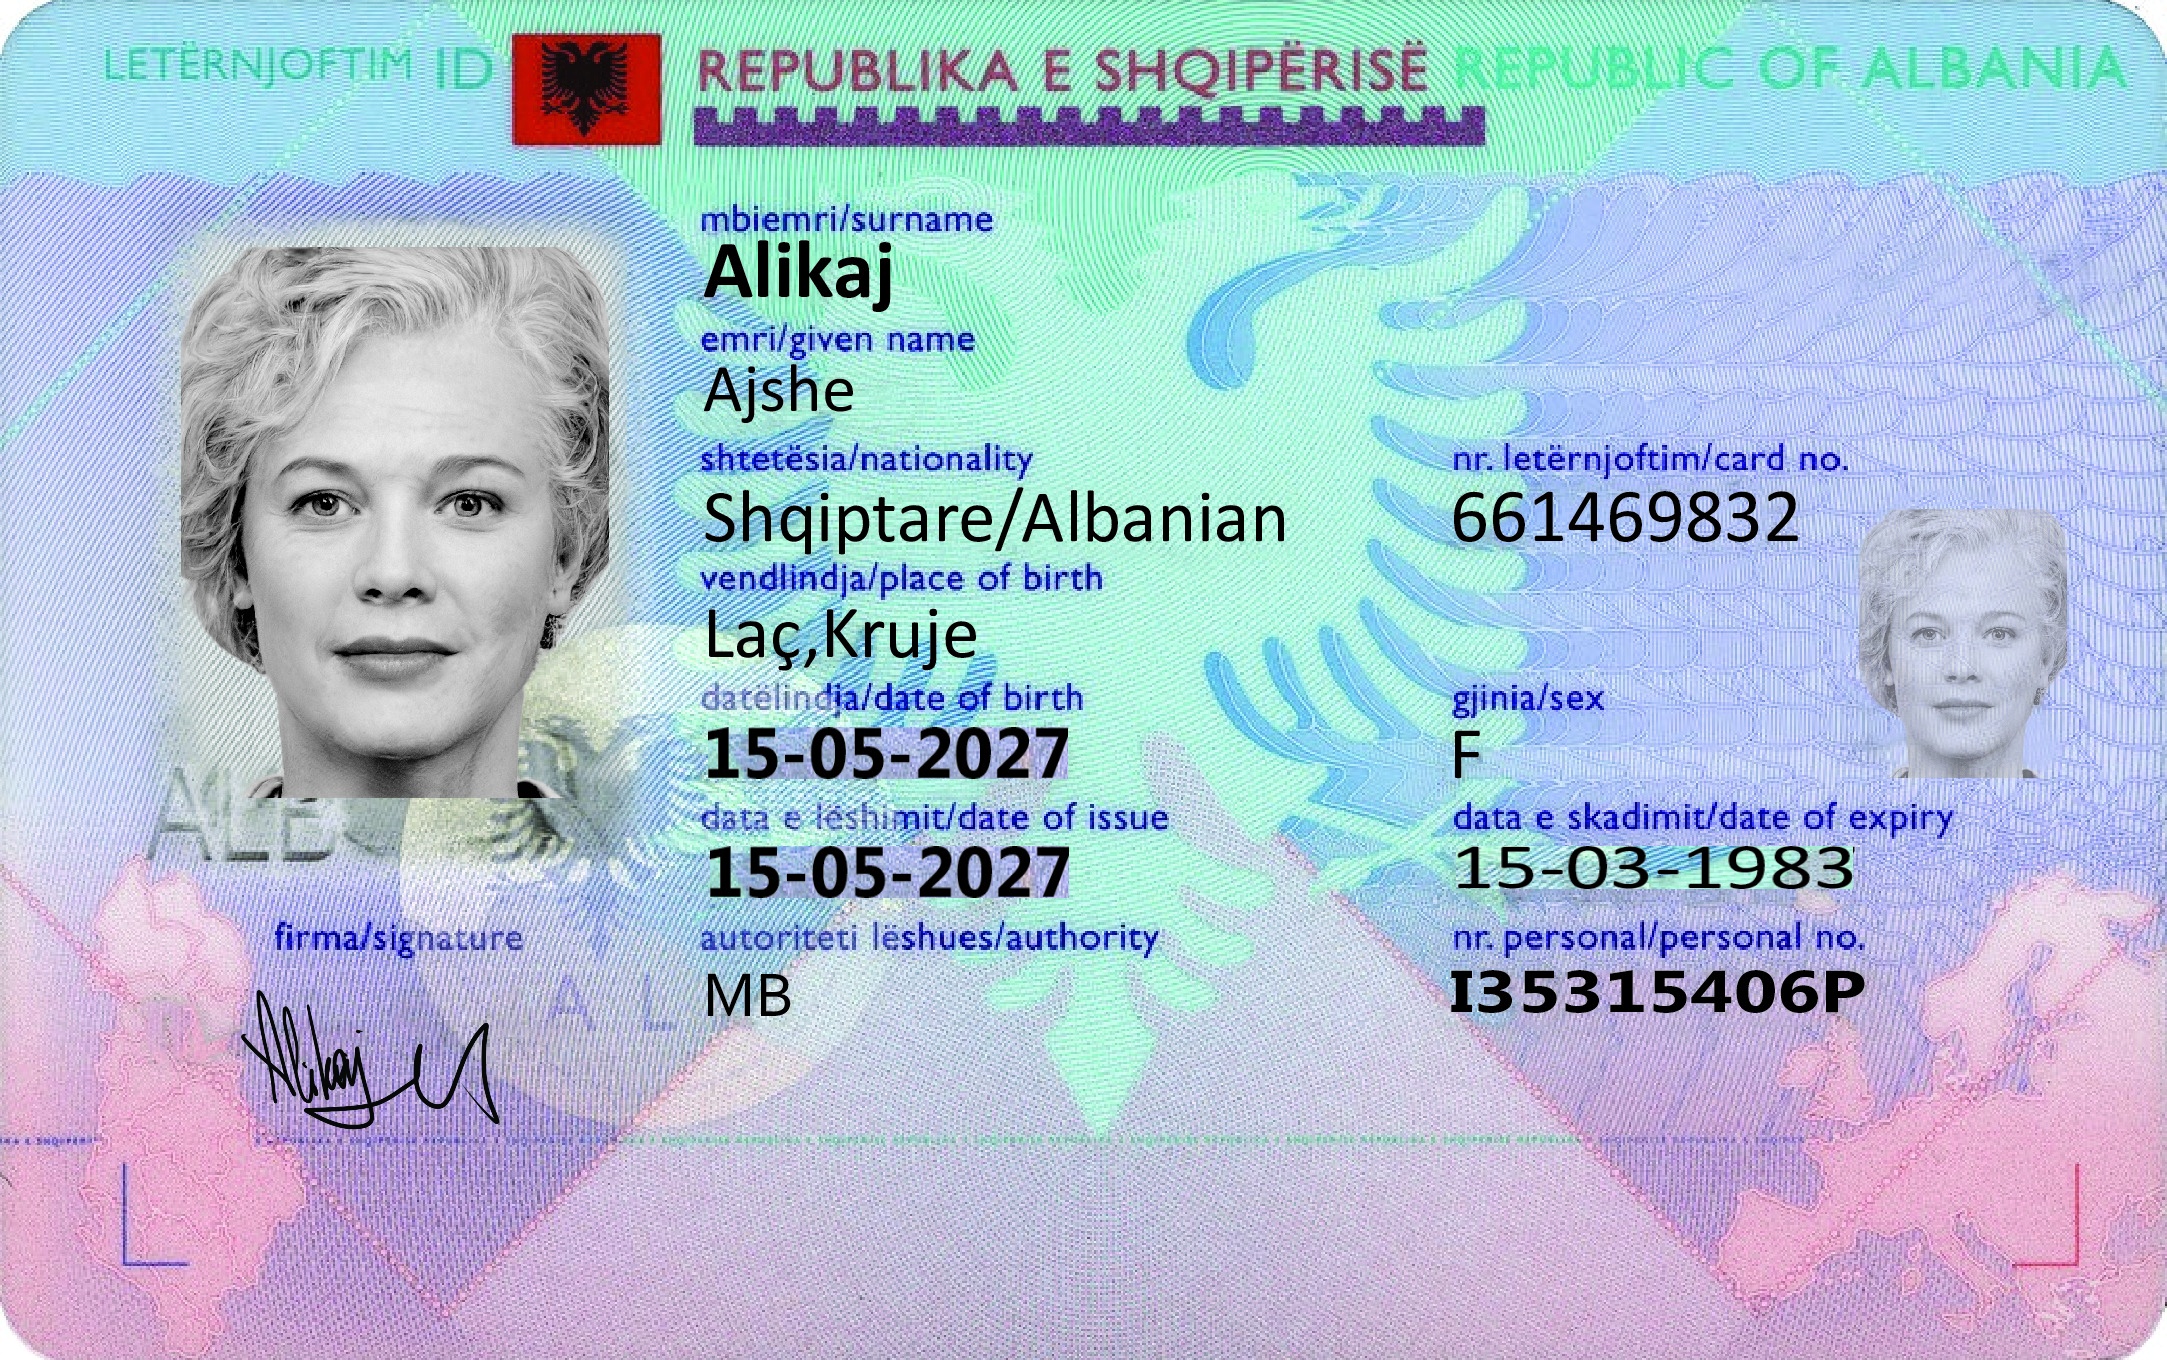 LETËRNJOFTIM ID REPUBLIKA E SHQIPËRISË REPUBLIC OF ALBANIA
mbiemri/surname
Alikaj
emri/given name
Ajshe
shtetësia/nationality nr. letërnjoftim/card no.
Shqiptare/Albanian 661469832
vendlindja/place of birth
Laç,Kruje
datëlindja/date of birth gjinia/sex
15-05-2027 F
data e lëshimit/date of issue data e skadimit/date of expiry
15-05-2027 15-03-1983
firma/signature autoriteti lëshues/authority nr. personal/personal no.
MB I35315406P
Alikaj